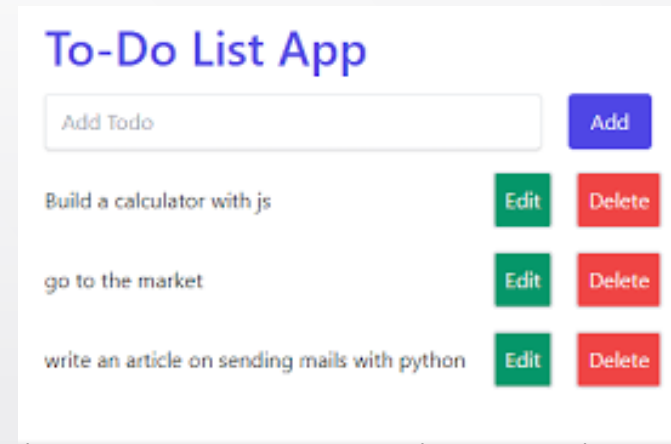 To-Do List App
Add Todo Add
Build a calculator with js Edit Delete
go to the market Edit Delete
write an article on sending mails with python Edit Delete